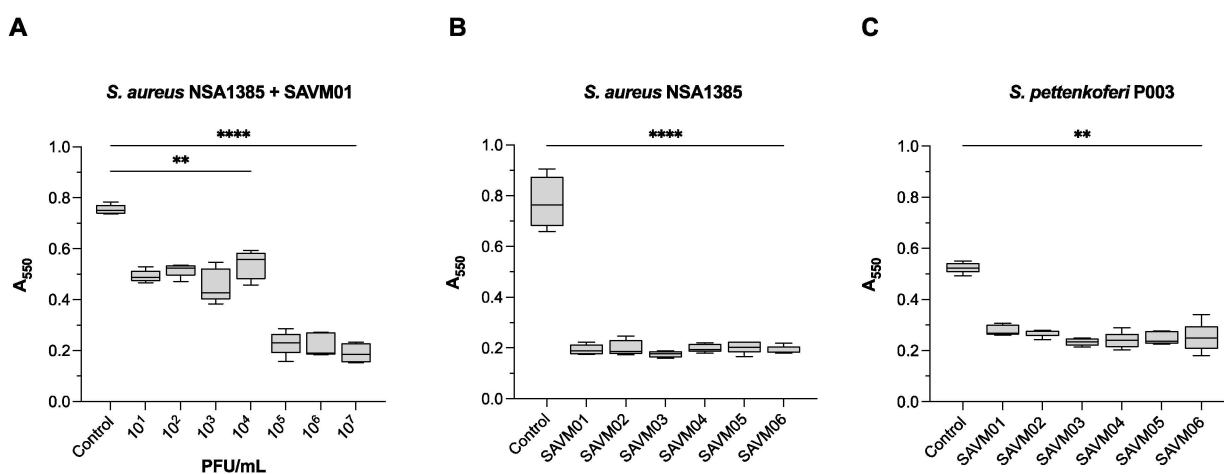 A
S. aureus NSA1385 + SAVM01
****
**
1.0
0.8
0.6
0.4
0.2
0.0
A550
Control
10¹
10²
10³
10⁴
10⁵
10⁶
10⁷
PFU/mL
B
S. aureus NSA1385
****
1.0
0.8
0.6
0.4
0.2
0.0
A550
Control
SAVM01
SAVM02
SAVM03
SAVM04
SAVM05
SAVM06
C
S. pettenkoferi P003
**
1.0
0.8
0.6
0.4
0.2
0.0
A550
Control
SAVM01
SAVM02
SAVM03
SAVM04
SAVM05
SAVM06